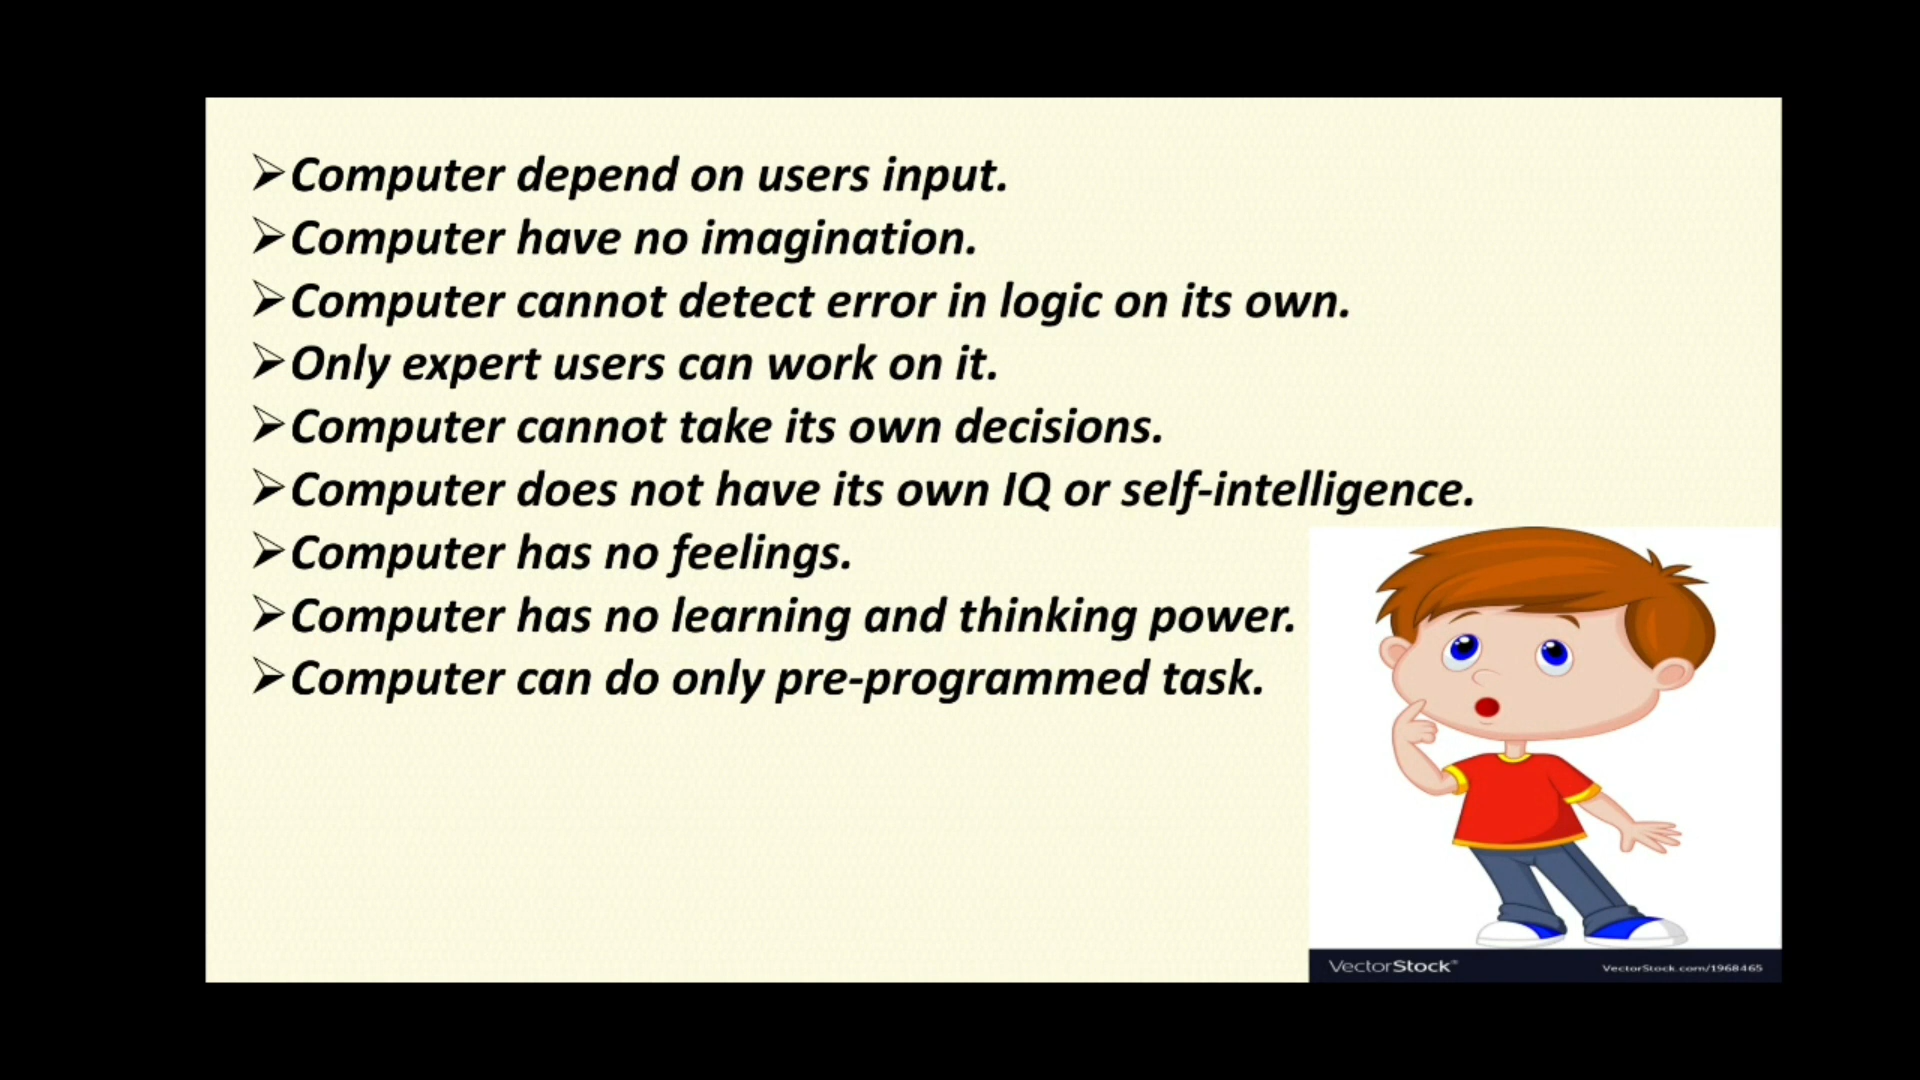 Computer depend on users input.
Computer have no imagination.
Computer cannot detect error in logic on its own.
Only expert users can work on it.
Computer cannot take its own decisions.
Computer does not have its own IQ or self-intelligence.
Computer has no feelings.
Computer has no learning and thinking power.
Computer can do only pre-programmed task.
VectorStock®
VectorStock.com/1968465